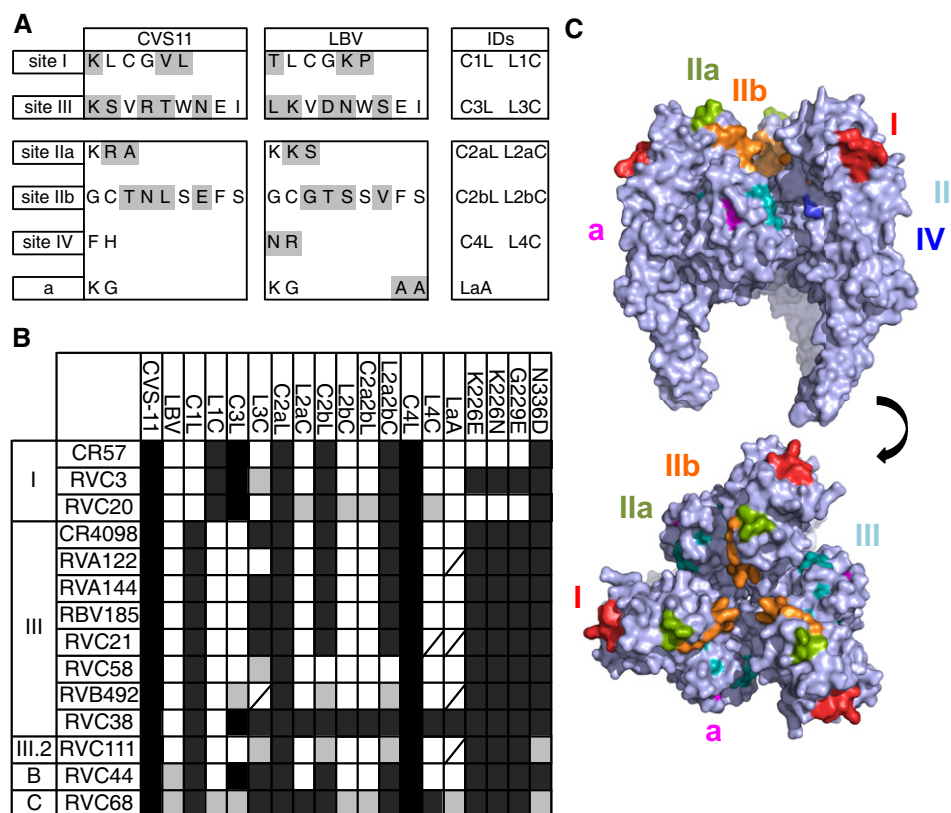 A
CVS11 LBV IDs
site I K L C G V L T L C G K P C1L L1C
site III K S V R T W N E I L K V D N W S E I C3L L3C
site IIa K R A K K S C2aL L2aC
site IIb G C T N L S E F S G C G T S S V F S C2bL L2bC
site IV F H N R C4L L4C
a K G K G A A LaA
B
CVS-11 LBV C1L L1C C3L L3C C2aL L2aC C2bL L2bC C2a2bL L2a2bC C4L L4C LaA K226E K226N G229E N336D
I
CR57
RVC3
RVC20
III
CR4098
RVA122
RVA144
RBV185
RVC21
RVC58
RVB492
RVC38
III.2 RVC111
B RVC44
C RVC68
C
IIa
IIb
I
II
a
IV
IIb
IIa
III
I
a